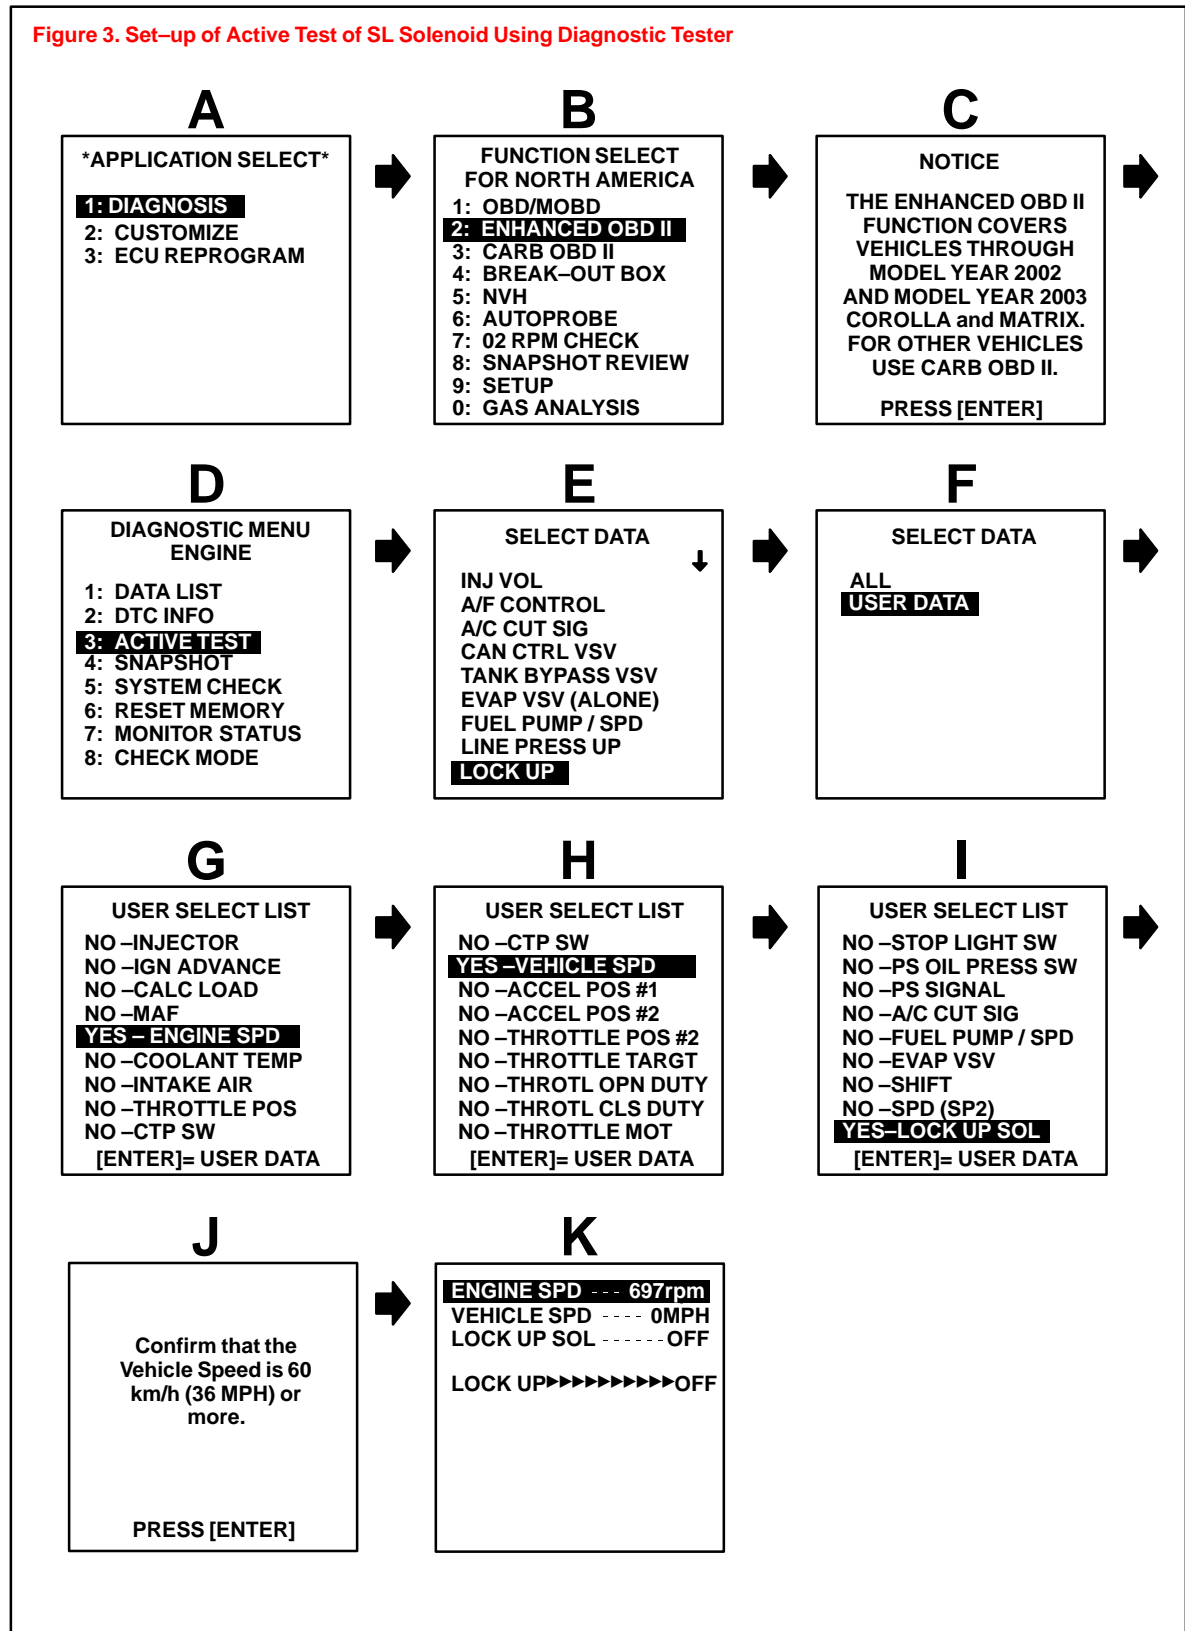 Figure 3. Set–up of Active Test of SL Solenoid Using Diagnostic Tester
A
*APPLICATION SELECT*
1: DIAGNOSIS
2: CUSTOMIZE
3: ECU REPROGRAM
B
FUNCTION SELECT
FOR NORTH AMERICA
1: OBD/MOBD
2: ENHANCED OBD II
3: CARB OBD II
4: BREAK–OUT BOX
5: NVH
6: AUTOPROBE
7: 02 RPM CHECK
8: SNAPSHOT REVIEW
9: SETUP
0: GAS ANALYSIS
C
NOTICE
THE ENHANCED OBD II
FUNCTION COVERS
VEHICLES THROUGH
MODEL YEAR 2002
AND MODEL YEAR 2003
COROLLA and MATRIX.
FOR OTHER VEHICLES
USE CARB OBD II.
PRESS [ENTER]
D
DIAGNOSTIC MENU
ENGINE
1: DATA LIST
2: DTC INFO
3: ACTIVE TEST
4: SNAPSHOT
5: SYSTEM CHECK
6: RESET MEMORY
7: MONITOR STATUS
8: CHECK MODE
E
SELECT DATA
INJ VOL
A/F CONTROL
A/C CUT SIG
CAN CTRL VSV
TANK BYPASS VSV
EVAP VSV (ALONE)
FUEL PUMP / SPD
LINE PRESS UP
LOCK UP
F
SELECT DATA
ALL
USER DATA
G
USER SELECT LIST
NO –INJECTOR
NO –IGN ADVANCE
NO –CALC LOAD
NO –MAF
YES – ENGINE SPD
NO –COOLANT TEMP
NO –INTAKE AIR
NO –THROTTLE POS
NO –CTP SW
[ENTER]= USER DATA
H
USER SELECT LIST
NO –CTP SW
YES –VEHICLE SPD
NO –ACCEL POS #1
NO –ACCEL POS #2
NO –THROTTLE POS #2
NO –THROTTLE TARGT
NO –THROTL OPN DUTY
NO –THROTL CLS DUTY
NO –THROTTLE MOT
[ENTER]= USER DATA
I
USER SELECT LIST
NO –STOP LIGHT SW
NO –PS OIL PRESS SW
NO –PS SIGNAL
NO –A/C CUT SIG
NO –FUEL PUMP / SPD
NO –EVAP VSV
NO –SHIFT
NO –SPD (SP2)
YES–LOCK UP SOL
[ENTER]= USER DATA
J
Confirm that the
Vehicle Speed is 60
km/h (36 MPH) or
more.
PRESS [ENTER]
K
ENGINE SPD - - - 697rpm
VEHICLE SPD - - - - 0MPH
LOCK UP SOL - - - - - - OFF
LOCK UP▶▶▶▶▶▶▶▶▶▶OFF